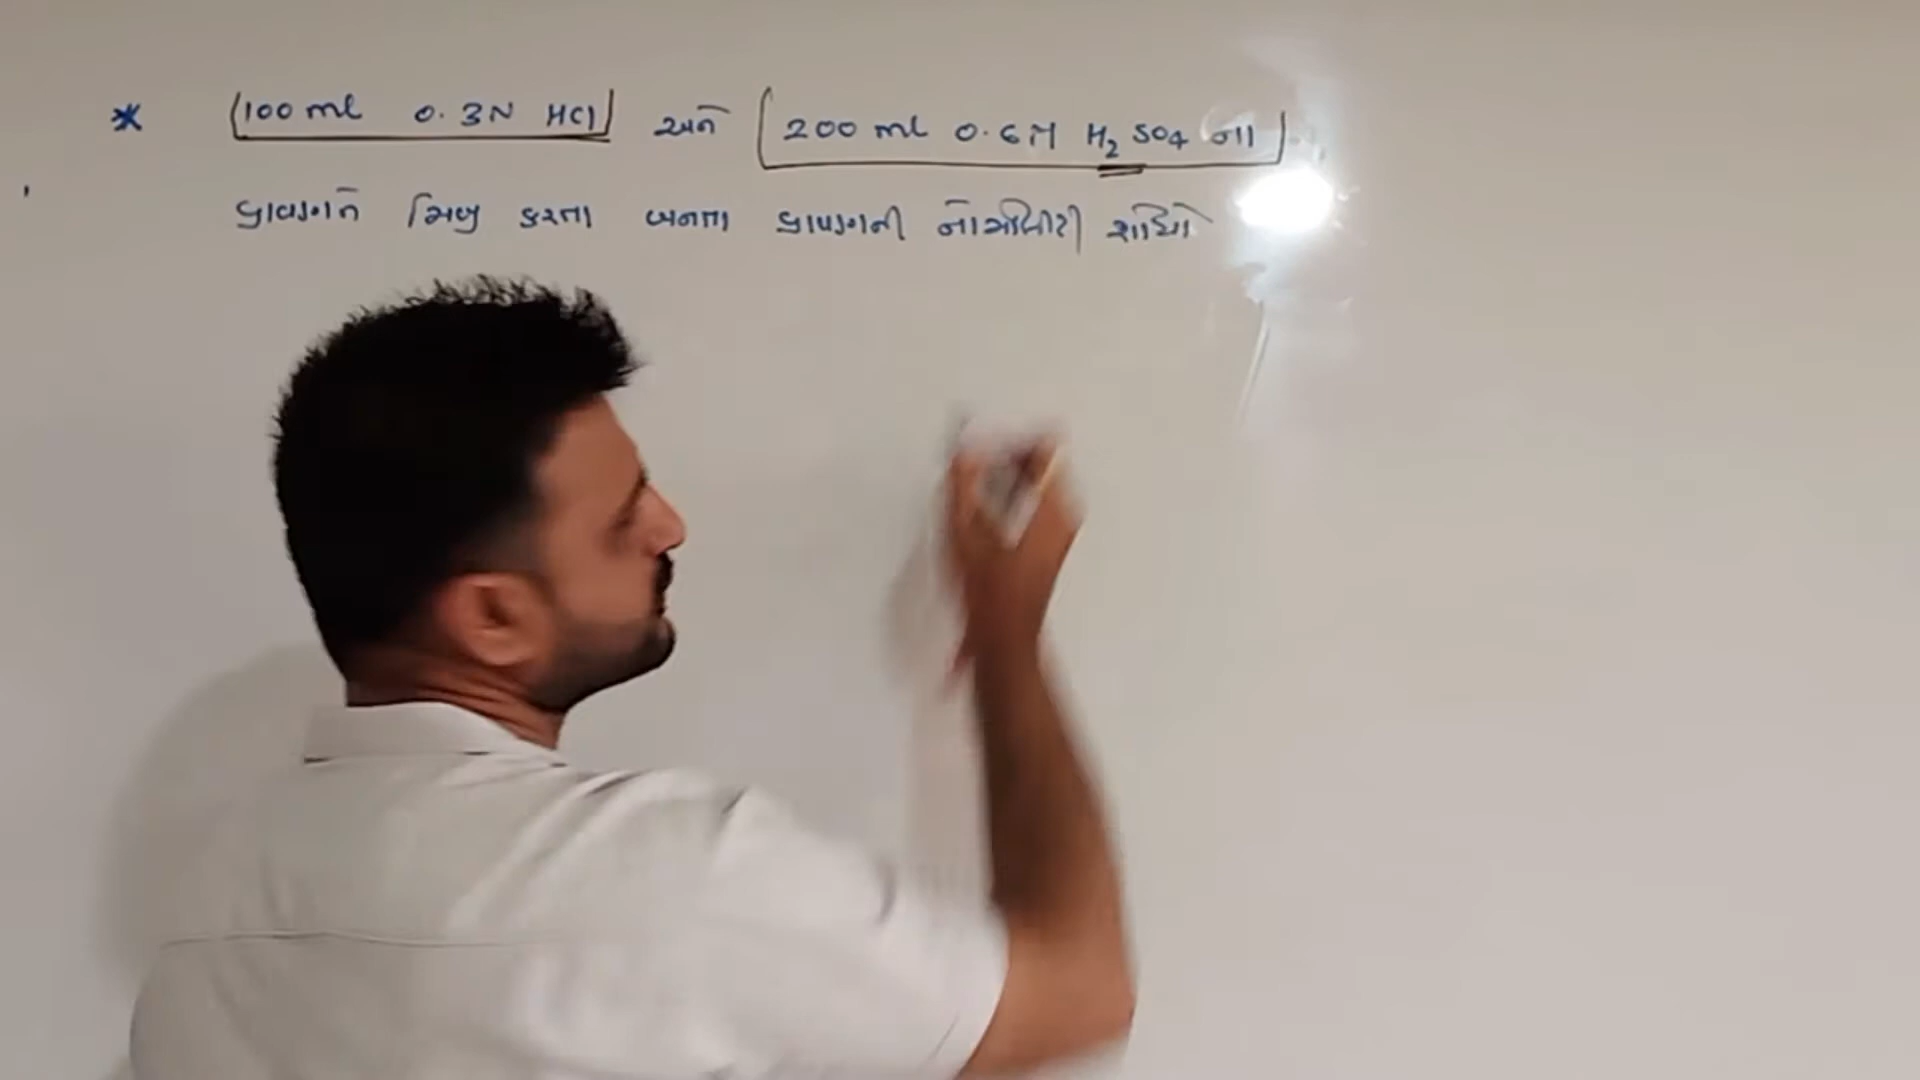 * 100 ml 0.3N HCl અને 200 ml 0.6M H2SO4 ના
દ્રાવણને મિશ્ર કરતા બનતા દ્રાવણની નોર્માલીટી શોધો